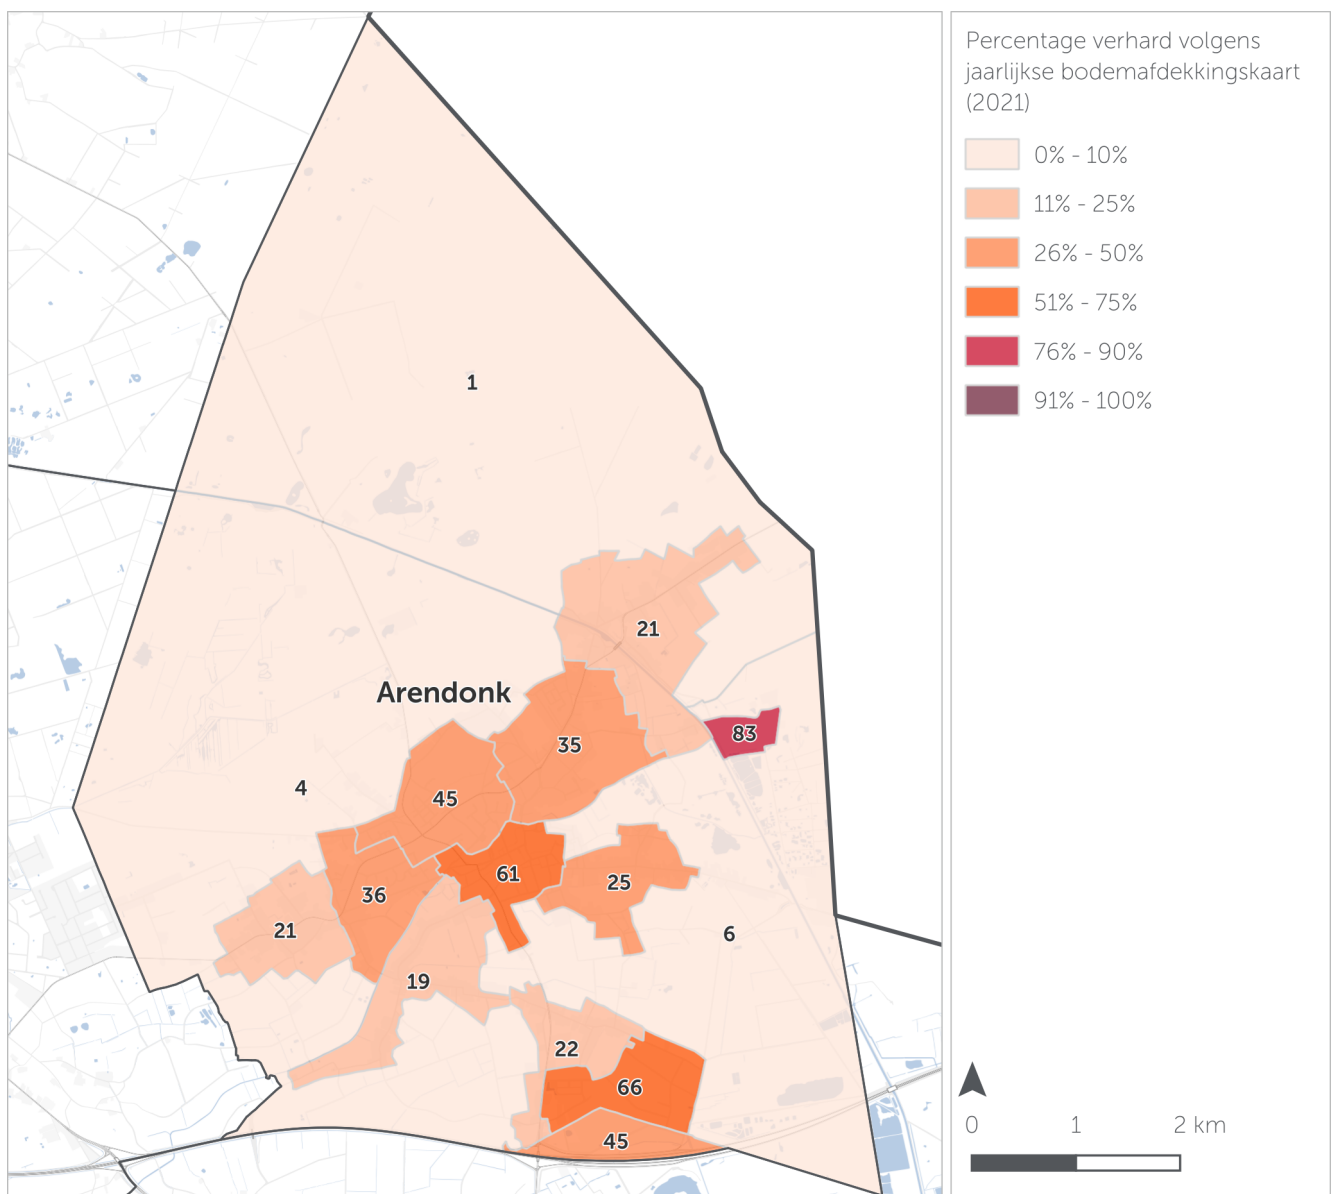 Percentage verhard volgens
jaarlijkse bodemafdekkingskaart
(2021)
0% - 10%
11% - 25%
26% - 50%
51% - 75%
76% - 90%
91% - 100%
1
21
Arendonk
83
35
4
45
61
25
36
21
6
19
22
66
45
0 1 2 km